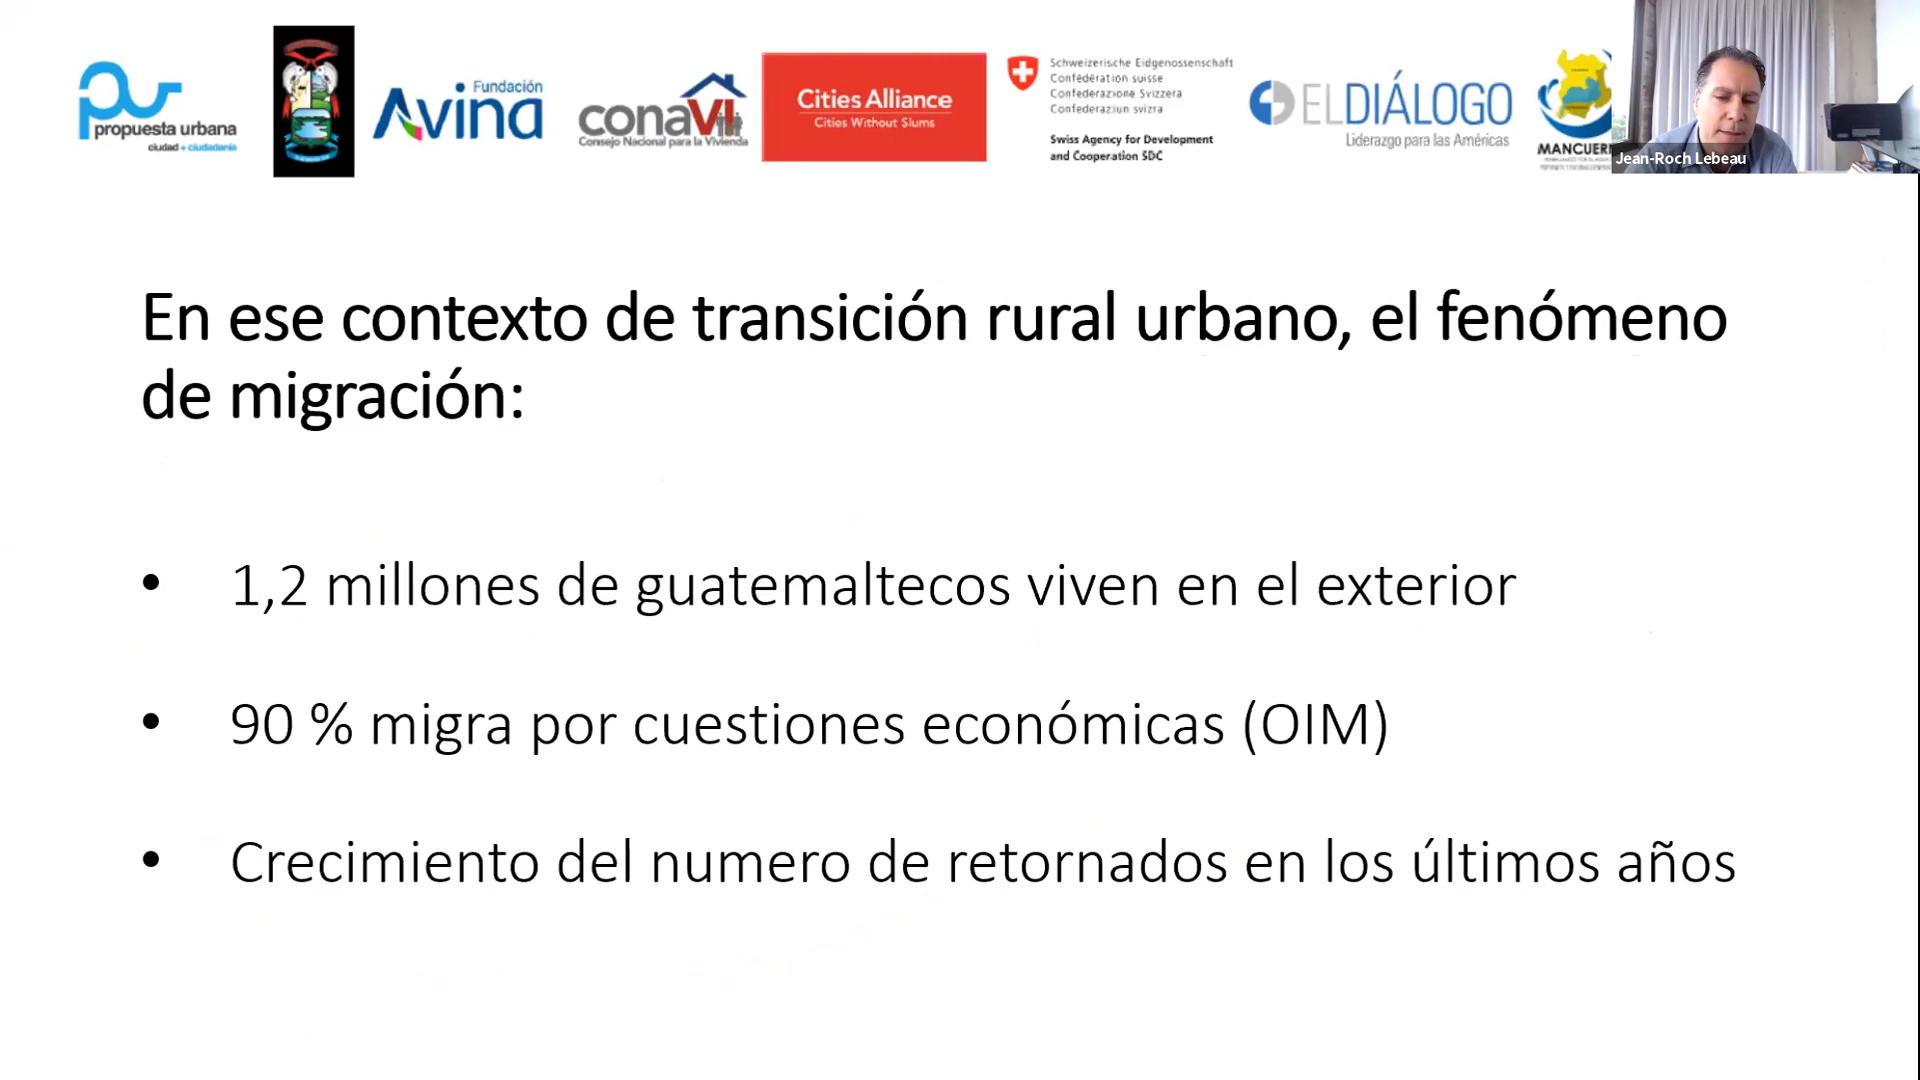 propuesta urbana
ciudad + ciudadanía
Fundación
Avina
conaVI
Consejo Nacional para la Vivienda
Cities Alliance
Cities Without Slums
Schweizerische Eidgenossenschaft
Confédération suisse
Confederazione Svizzera
Confederaziun svizra
Swiss Agency for Development
and Cooperation SDC
EL DIÁLOGO
Liderazgo para las Américas
MANCUER
Jean-Roch Lebeau
En ese contexto de transición rural urbano, el fenómeno
de migración:
• 1,2 millones de guatemaltecos viven en el exterior
• 90 % migra por cuestiones económicas (OIM)
• Crecimiento del numero de retornados en los últimos años